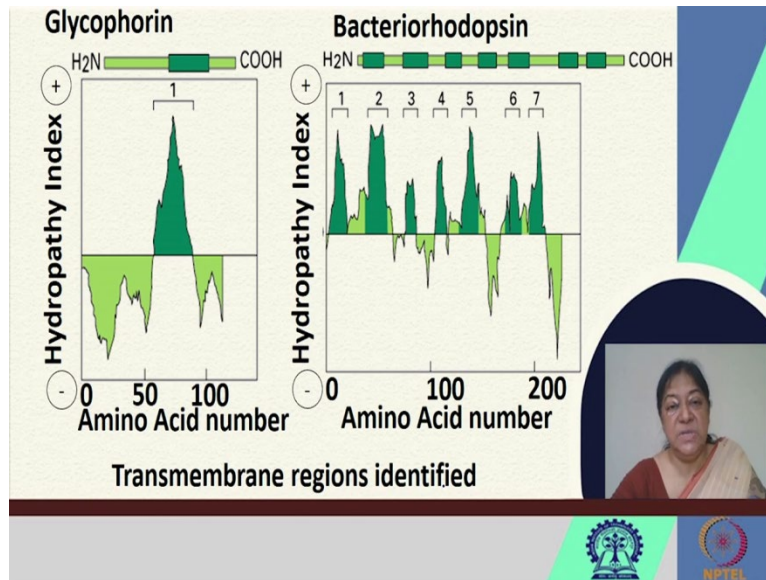 Glycophorin
H2N COOH
+
1
Hydropathy Index
-
0 50 100
Amino Acid number
Bacteriorhodopsin
H2N COOH
+
1 2 3 4 5 6 7
Hydropathy Index
-
0 100 200
Amino Acid number
Transmembrane regions identified
NPTEL